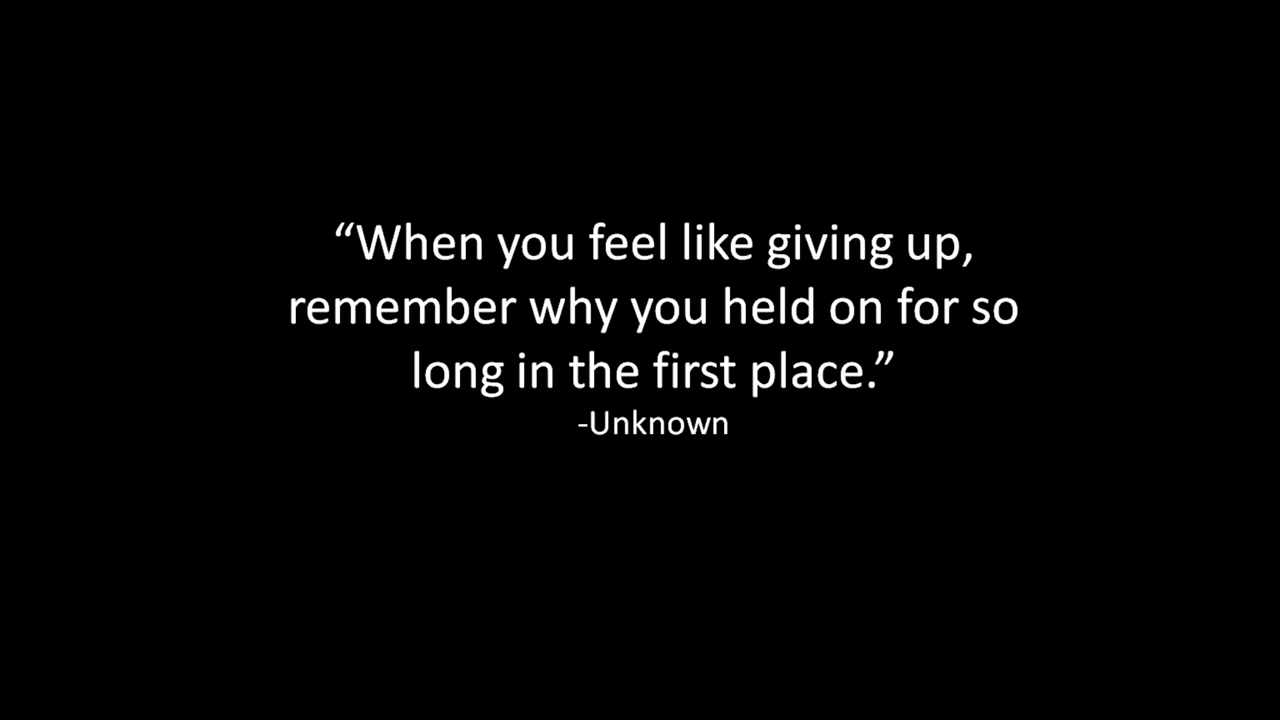 “When you feel like giving up,
remember why you held on for so
long in the first place.”
-Unknown